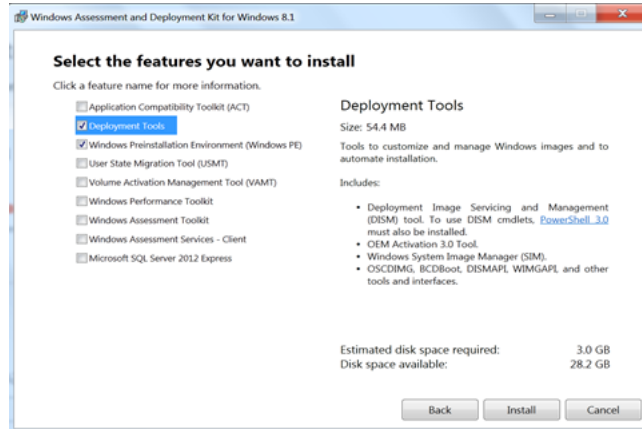 Windows Assessment and Deployment Kit for Windows 8.1
Select the features you want to install
Click a feature name for more information.
Application Compatibility Toolkit (ACT)
Deployment Tools
Windows Preinstallation Environment (Windows PE)
User State Migration Tool (USMT)
Volume Activation Management Tool (VAMT)
Windows Performance Toolkit
Windows Assessment Toolkit
Windows Assessment Services - Client
Microsoft SQL Server 2012 Express
Deployment Tools
Size: 54.4 MB
Tools to customize and manage Windows images and to
automate installation.
Includes:
• Deployment Image Servicing and Management
(DISM) tool. To use DISM cmdlets, PowerShell 3.0
must also be installed.
• OEM Activation 3.0 Tool.
• Windows System Image Manager (SIM).
• OSCDIMG, BCDBoot, DISMAPI, WIMGAPI, and other
tools and interfaces.
Estimated disk space required: 3.0 GB
Disk space available: 28.2 GB
Back Install Cancel